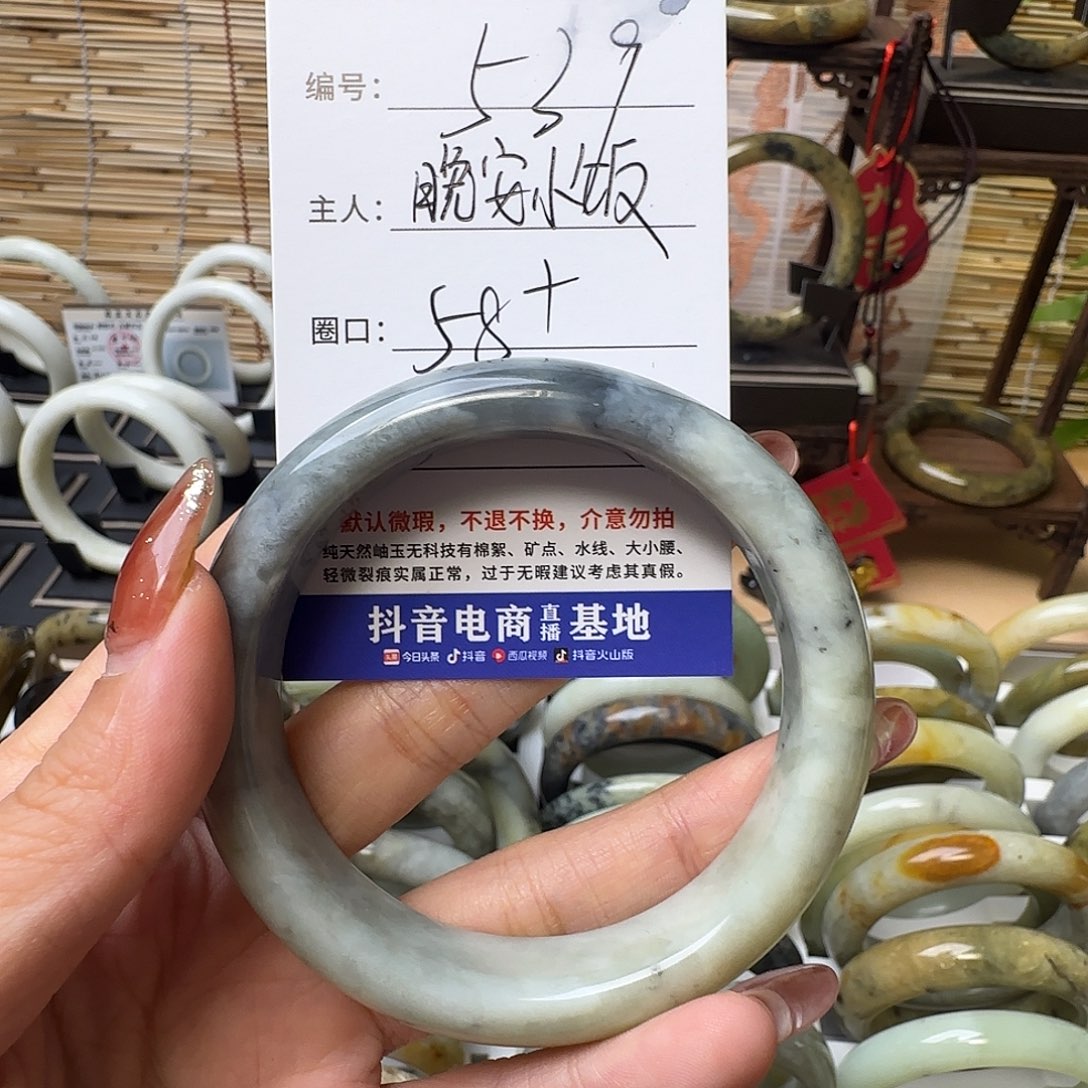 编号: 539
主人: 晚安小饭
圈口: 58+
默认微瑕，不退不换，介意勿拍
纯天然岫玉无科技有棉絮、矿点、水线、大小腰、
轻微裂痕实属正常，过于无暇建议考虑其真假。
抖音电商直播基地
头条 今日头条 抖音 西瓜视频 抖音火山版